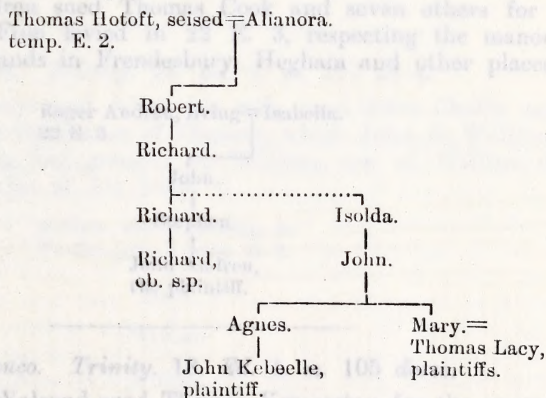 Thomas Hotoft, seised=Alianora.
temp. E. 2.
Robert.
Richard.
Richard. Isolda.
Richard, John.
ob. s.p.
Agnes. Mary.=
Thomas Lacy,
John Kebeelle, plaintiffs.
plaintiff.